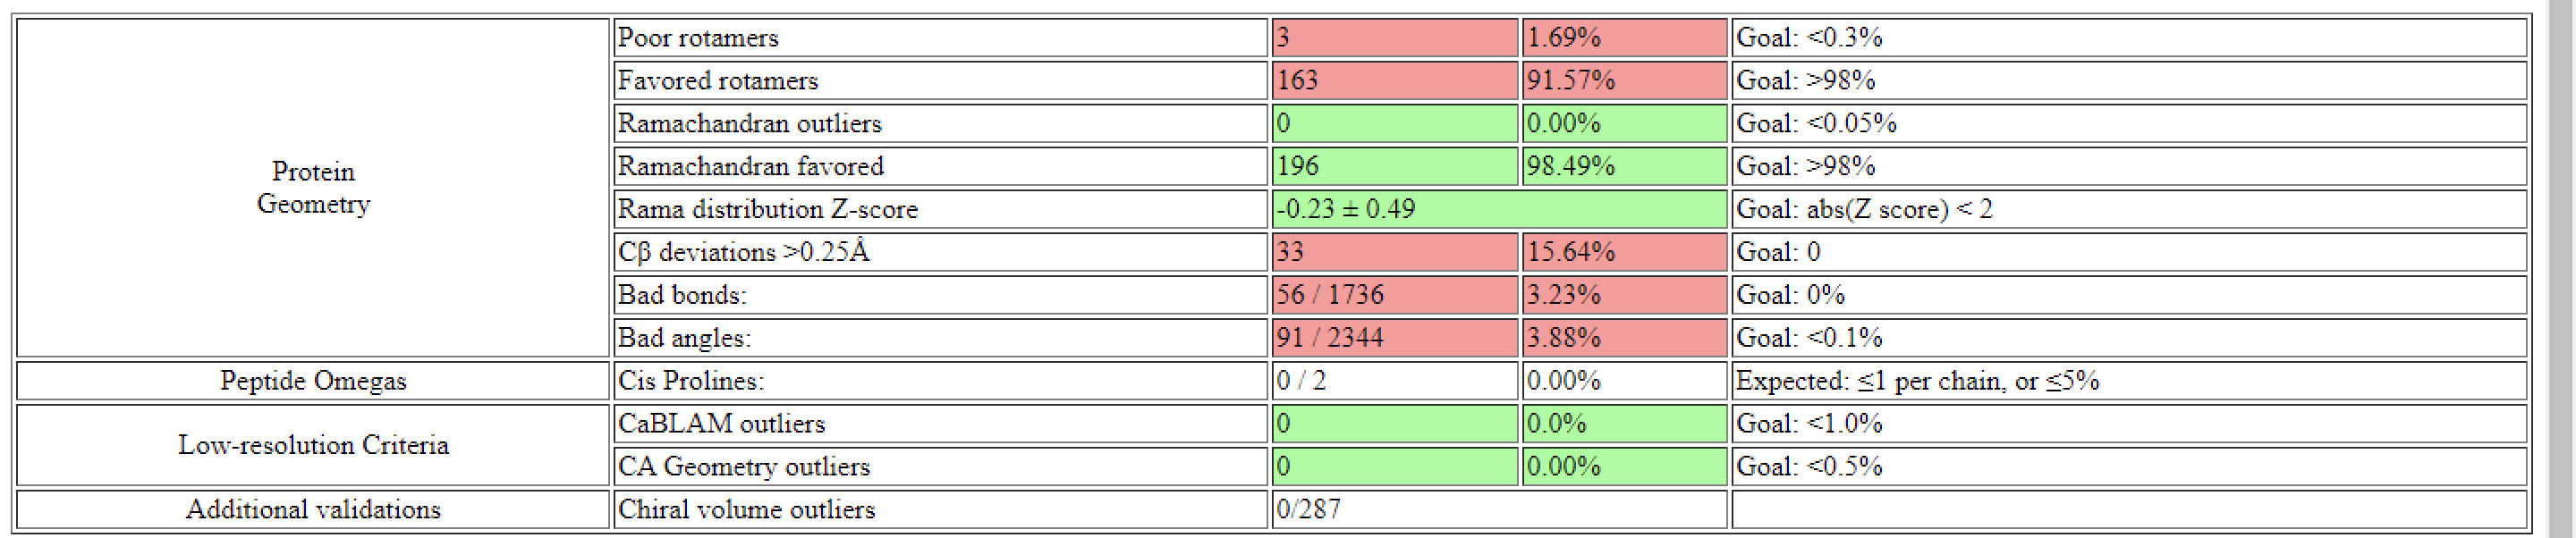 Protein
Geometry
Poor rotamers 3 1.69% Goal: <0.3%
Favored rotamers 163 91.57% Goal: >98%
Ramachandran outliers 0 0.00% Goal: <0.05%
Ramachandran favored 196 98.49% Goal: >98%
Rama distribution Z-score -0.23 ± 0.49 Goal: abs(Z score) < 2
Cβ deviations >0.25Å 33 15.64% Goal: 0
Bad bonds: 56 / 1736 3.23% Goal: 0%
Bad angles: 91 / 2344 3.88% Goal: <0.1%
Peptide Omegas Cis Prolines: 0 / 2 0.00% Expected: ≤1 per chain, or ≤5%
Low-resolution Criteria
CaBLAM outliers 0 0.0% Goal: <1.0%
CA Geometry outliers 0 0.00% Goal: <0.5%
Additional validations Chiral volume outliers 0/287